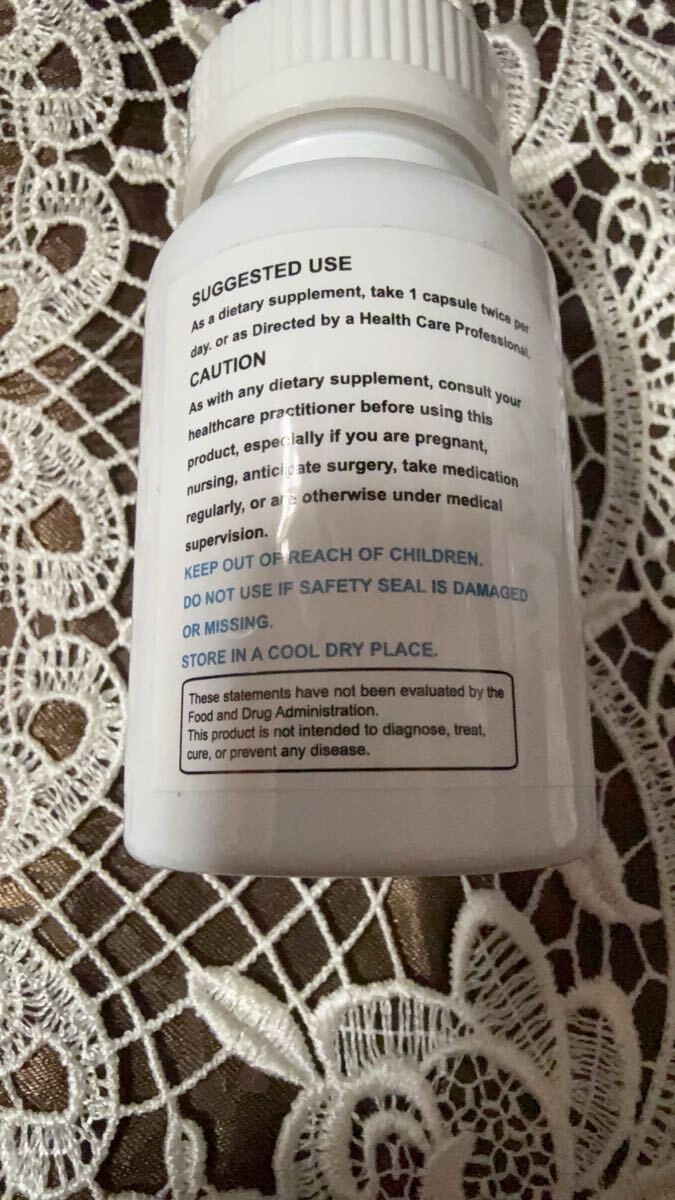 SUGGESTED USE
As a dietary supplement, take 1 capsule twice per
day. or as Directed by a Health Care Professional.
CAUTION
As with any dietary supplement, consult your
healthcare practitioner before using this
product, especially if you are pregnant,
nursing, anticipate surgery, take medication
regularly, or are otherwise under medical
supervision.
KEEP OUT OF REACH OF CHILDREN.
DO NOT USE IF SAFETY SEAL IS DAMAGED
OR MISSING.
STORE IN A COOL DRY PLACE.
These statements have not been evaluated by the
Food and Drug Administration.
This product is not intended to diagnose, treat,
cure, or prevent any disease.